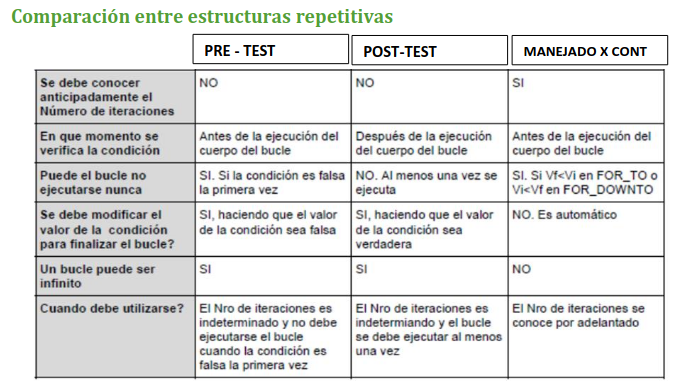 Comparación entre estructuras repetitivas
PRE - TEST
POST-TEST
MANEJADO X CONT
Se debe conocer
anticipadamente el
Número de iteraciones
NO
NO
SI
En que momento se
verifica la condición
Antes de la ejecución del
cuerpo del bucle
Después de la ejecución
del cuerpo del bucle
Antes de la ejecución del
cuerpo del bucle
Puede el bucle no
ejecutarse nunca
SI. Si la condición es falsa
la primera vez
NO. Al menos una vez se
ejecuta
SI. Si Vf<Vi en FOR_TO o
Vi<Vf en FOR_DOWNTO
Se debe modificar el
valor de la condición
para finalizar el bucle?
SI, haciendo que el valor
de la condición sea falsa
SI, haciendo que el valor
de la condición sea
verdadera
NO. Es automático
Un bucle puede ser
infinito
SI
SI
NO
Cuando debe utilizarse?
El Nro de iteraciones es
indeterminado y no debe
ejecutarse el bucle
cuando la condición es
falsa la primera vez
El Nro de iteraciones es
indetermiando y el bucle
se debe ejecutar al menos
una vez
El Nro de iteraciones se
conoce por adelantado